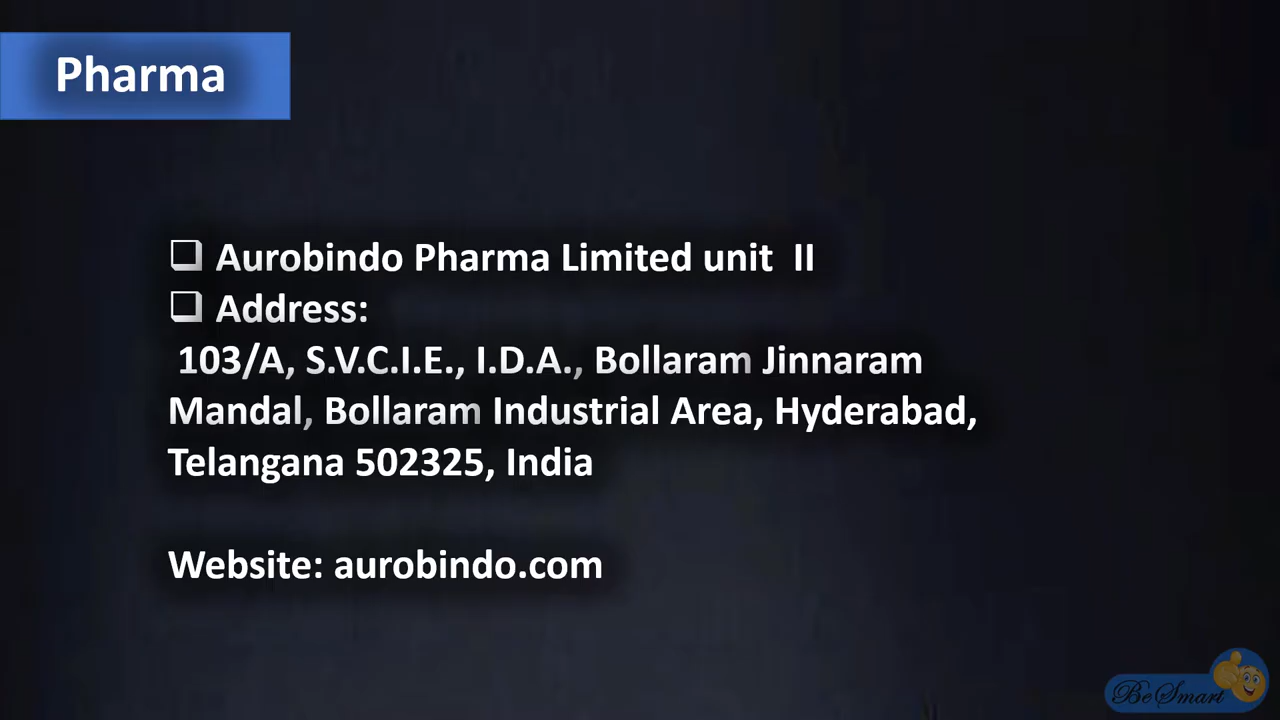 Pharma
❑ Aurobindo Pharma Limited unit  II
❑ Address:
103/A, S.V.C.I.E., I.D.A., Bollaram Jinnaram
Mandal, Bollaram Industrial Area, Hyderabad,
Telangana 502325, India
Website: aurobindo.com
BeSmart